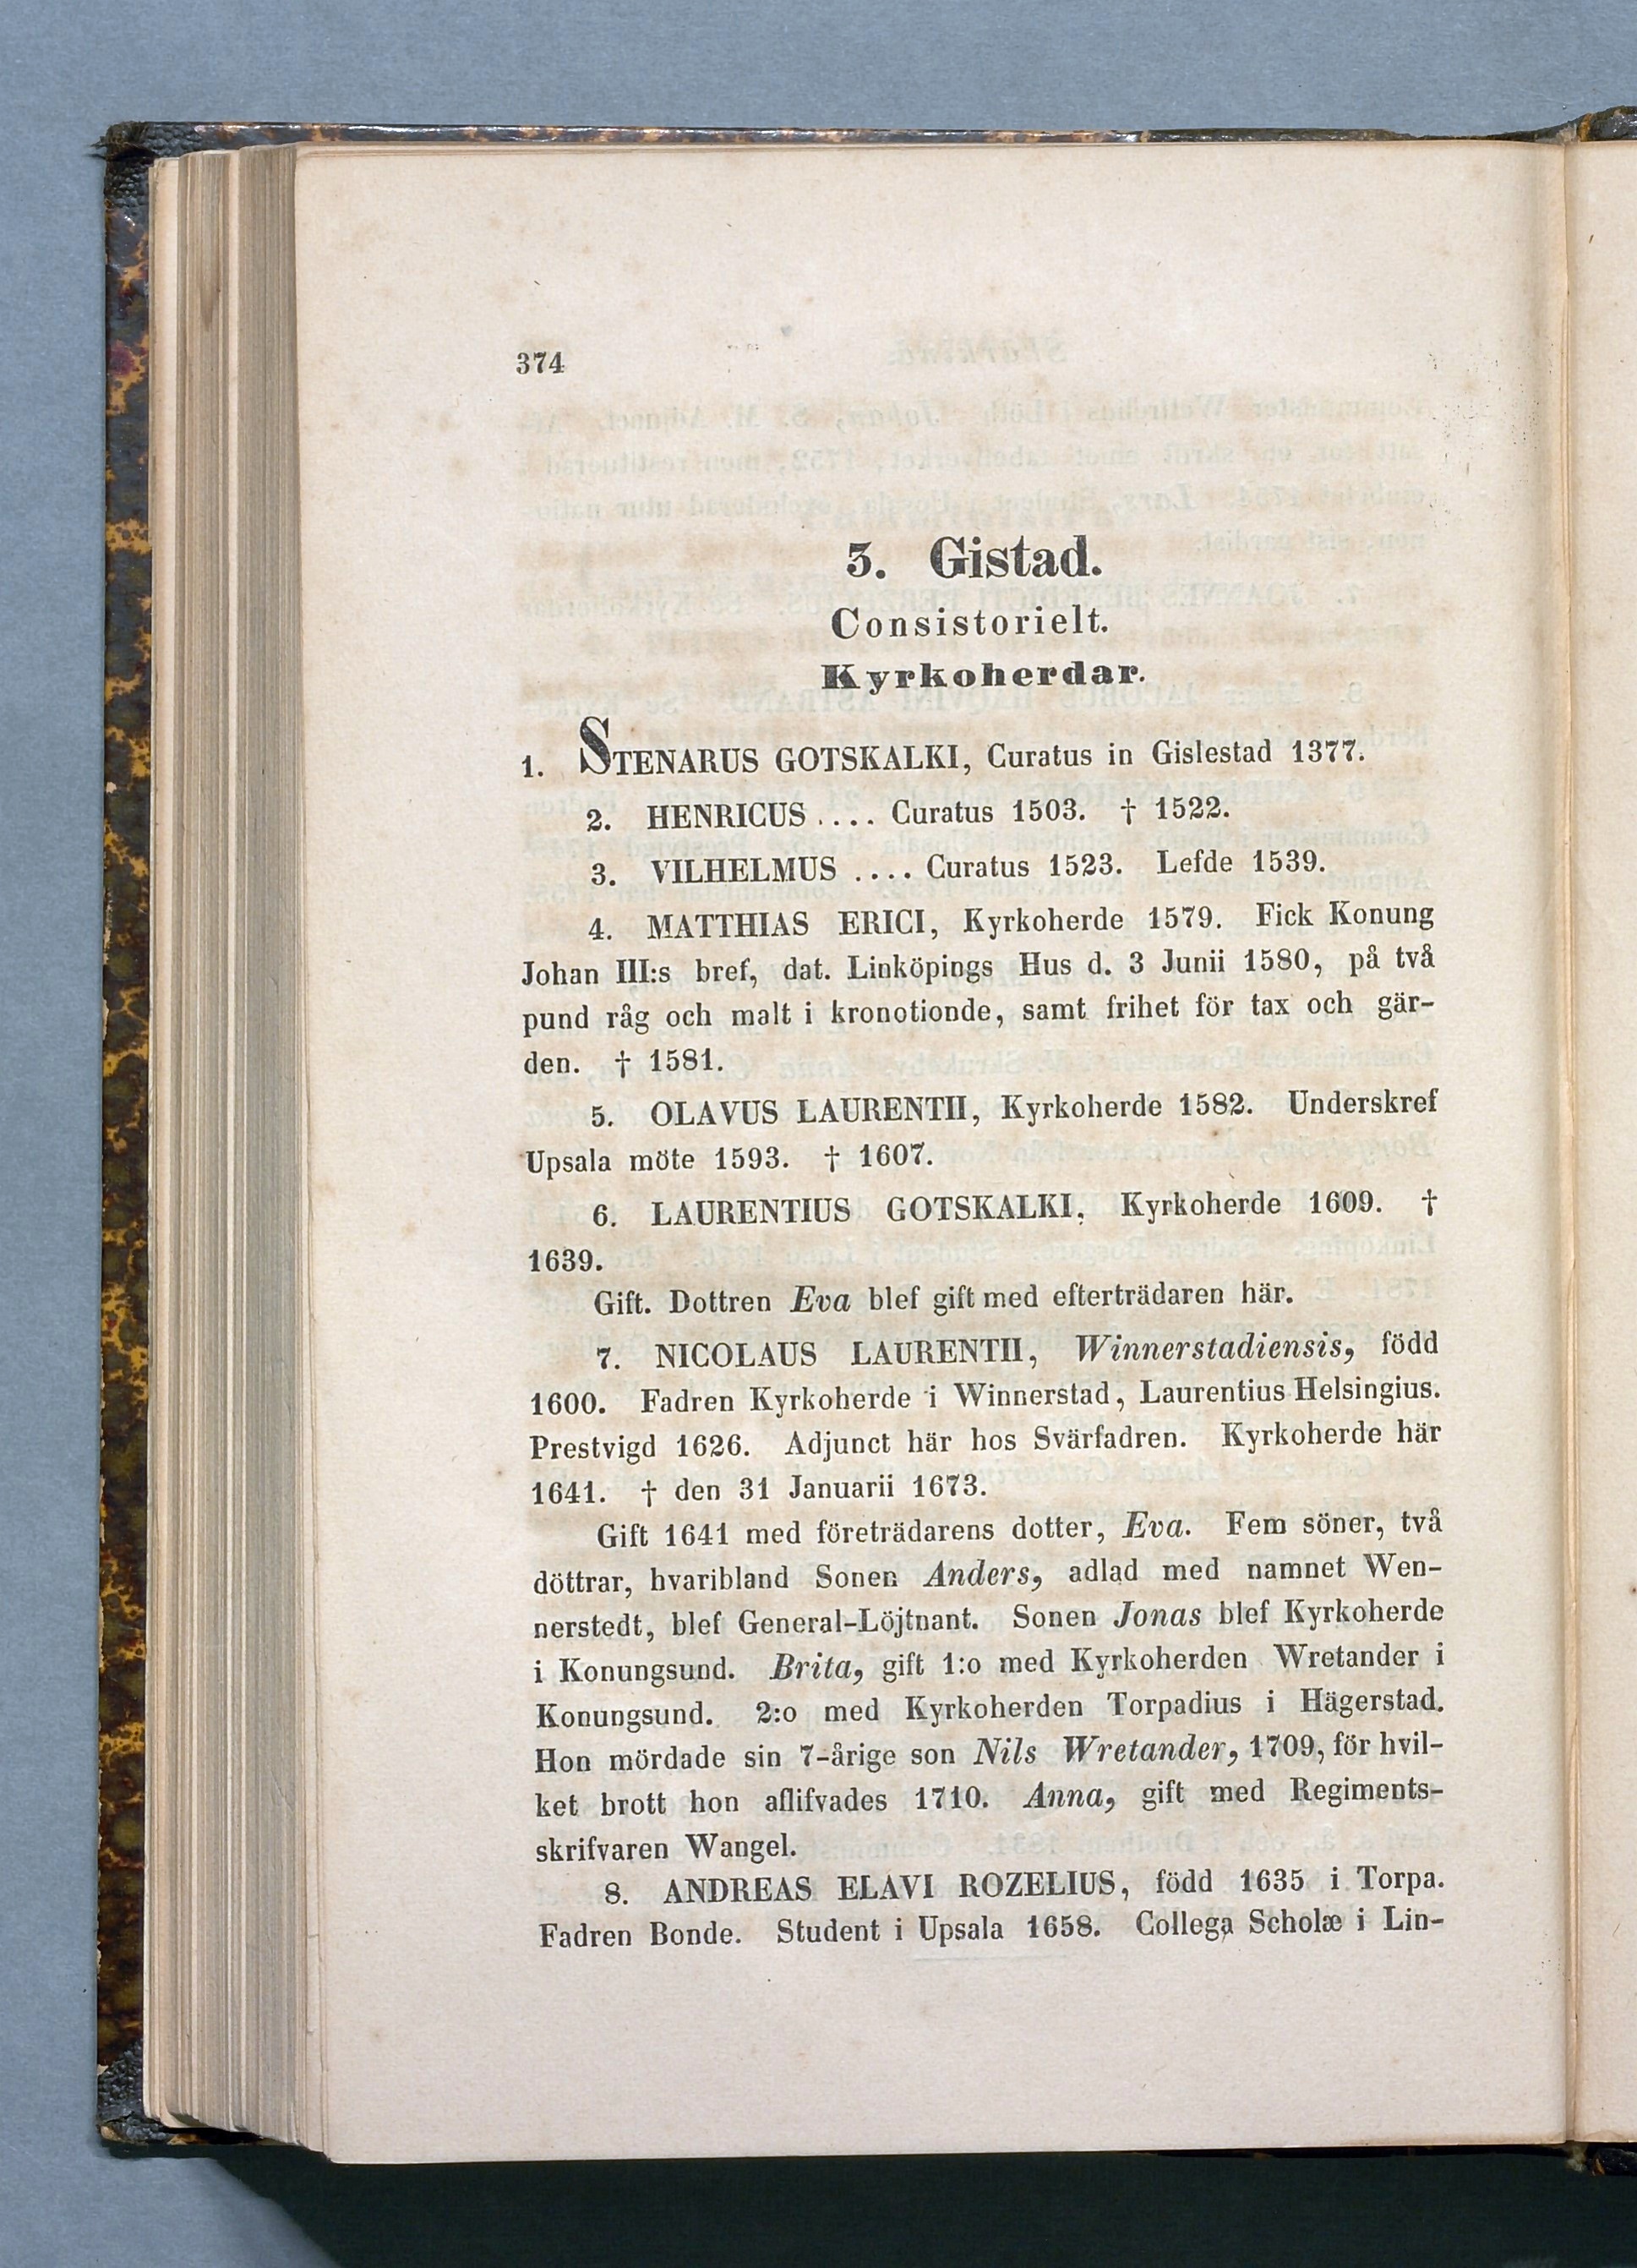 374
3. Gistad.
Consistorielt.
Kyrkoherdar.
1. STENARUS GOTSKALKI, Curatus in Gislestad 1377.
2. HENRICUS .... Curatus 1503. † 1522.
3. VILHELMUS .... Curatus 1523. Lefde 1539.
4. MATTHIAS ERICI, Kyrkoherde 1579. Fick Konung
Johan III:s bref, dat. Linköpings Hus d. 3 Junii 1580, på två
pund råg och malt i kronotionde, samt frihet för tax och gär-
den. † 1581.
5. OLAVUS LAURENTII, Kyrkoherde 1582. Underskref
Upsala möte 1593. † 1607.
6. LAURENTIUS GOTSKALKI, Kyrkoherde 1609. †
1639.
Gift. Dottren Eva blef gift med efterträdaren här.
7. NICOLAUS LAURENTII, Winnerstadiensis, född
1600. Fadren Kyrkoherde i Winnerstad, Laurentius Helsingius.
Prestvigd 1626. Adjunct här hos Svärfadren. Kyrkoherde här
1641. † den 31 Januarii 1673.
Gift 1641 med företrädarens dotter, Eva. Fem söner, två
döttrar, hvaribland Sonen Anders, adlad med namnet Wen-
nerstedt, blef General-Löjtnant. Sonen Jonas blef Kyrkoherde
i Konungsund. Brita, gift 1:o med Kyrkoherden Wretander i
Konungsund. 2:o med Kyrkoherden Torpadius i Hägerstad.
Hon mördade sin 7-årige son Nils Wretander, 1709, för hvil-
ket brott hon aflifvades 1710. Anna, gift med Regiments-
skrifvaren Wangel.
8. ANDREAS ELAVI ROZELIUS, född 1635 i Torpa.
Fadren Bonde. Student i Upsala 1658. Collega Scholæ i Lin-